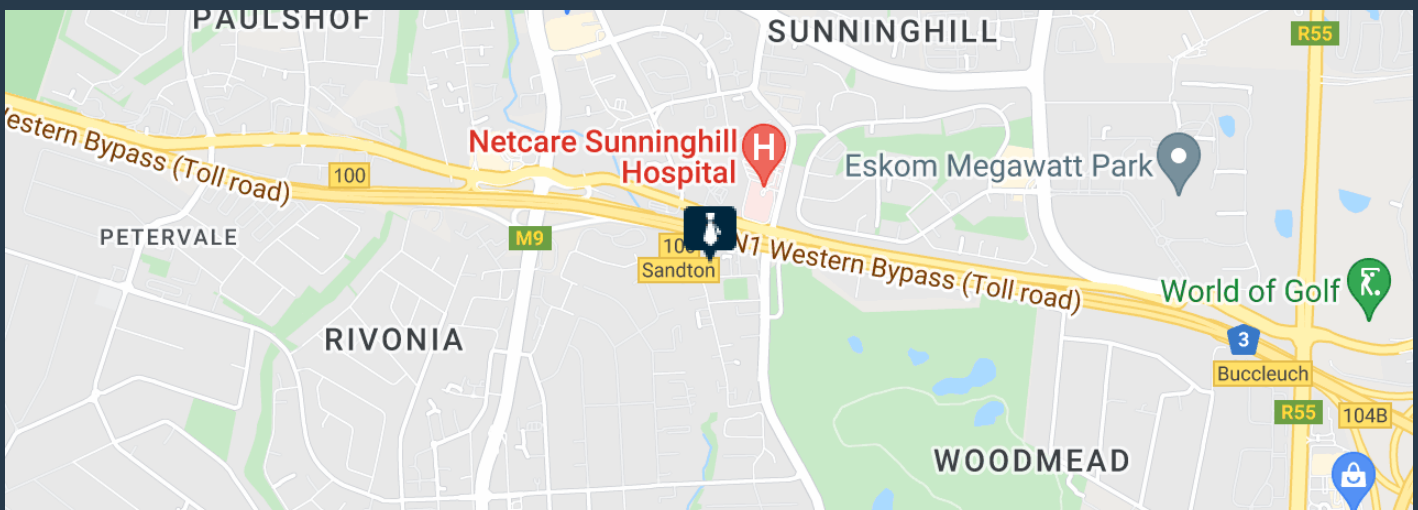 PAULSHOF
SUNNINGHILL
R55
Western Bypass (Toll road)
Netcare Sunninghill
Hospital
H
Eskom Megawatt Park
100
PETERVALE
M9
Sandton
N1 Western Bypass (Toll road)
World of Golf
RIVONIA
3
Buccleuch
R55
104B
WOODMEAD